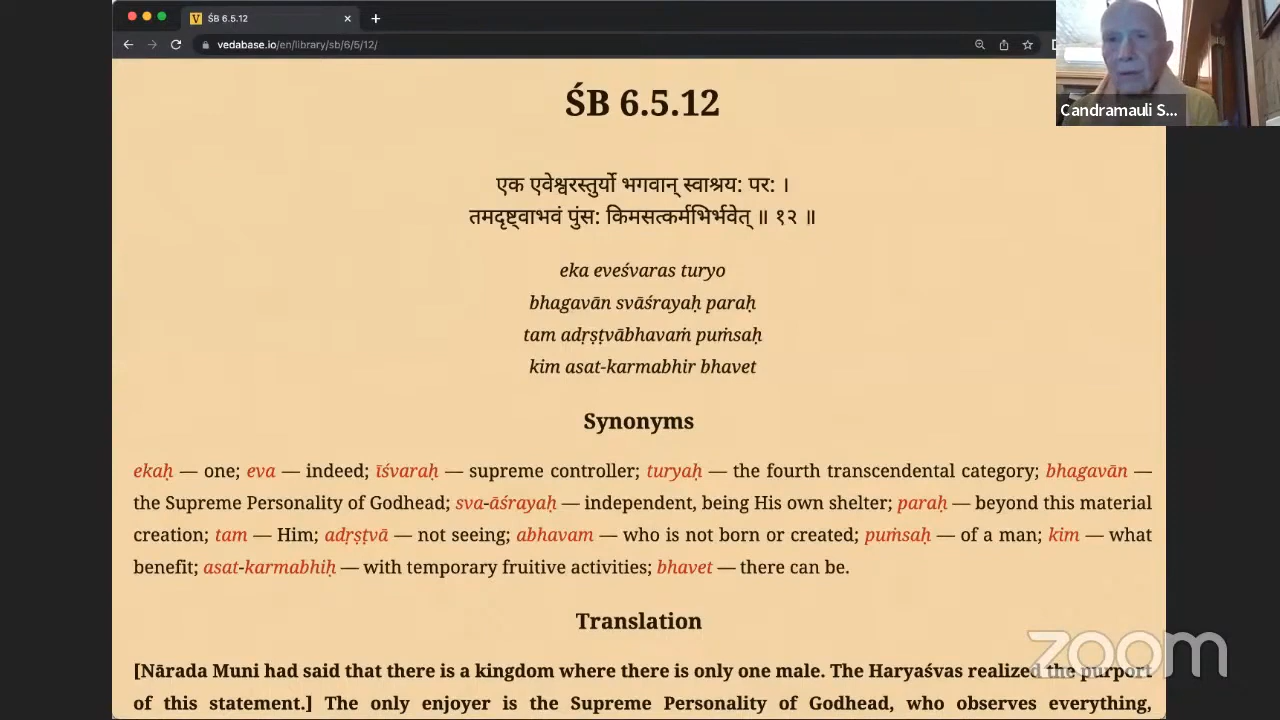 ŚB 6.5.12
vedabase.io/en/library/sb/6/5/12/
Candramauli S...
ŚB 6.5.12
एक एवेश्वरस्तुर्यो भगवान् स्वाश्रय: पर: ।
तमदृष्ट्वाभवं पुंस: किमसत्कर्मभिर्भवेत् ॥ १२ ॥
eka eveśvaras turyo
bhagavān svāśrayaḥ paraḥ
tam adṛṣṭvābhavaṁ puṁsaḥ
kim asat-karmabhir bhavet
Synonyms
ekaḥ — one; eva — indeed; īśvaraḥ — supreme controller; turyaḥ — the fourth transcendental category; bhagavān —
the Supreme Personality of Godhead; sva-āśrayaḥ — independent, being His own shelter; paraḥ — beyond this material
creation; tam — Him; adṛṣṭvā — not seeing; abhavam — who is not born or created; puṁsaḥ — of a man; kim — what
benefit; asat-karmabhiḥ — with temporary fruitive activities; bhavet — there can be.
Translation
[Nārada Muni had said that there is a kingdom where there is only one male. The Haryaśvas realized the purport
of this statement.] The only enjoyer is the Supreme Personality of Godhead, who observes everything,
zoom